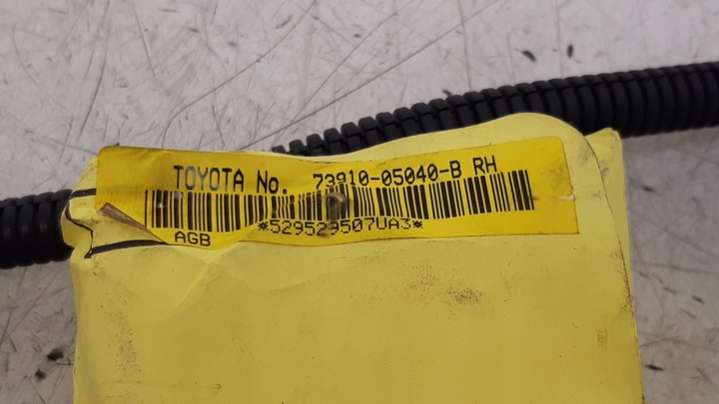 TOYOTA No. 73910-05040-B RH
*529529507UA3*
AGB